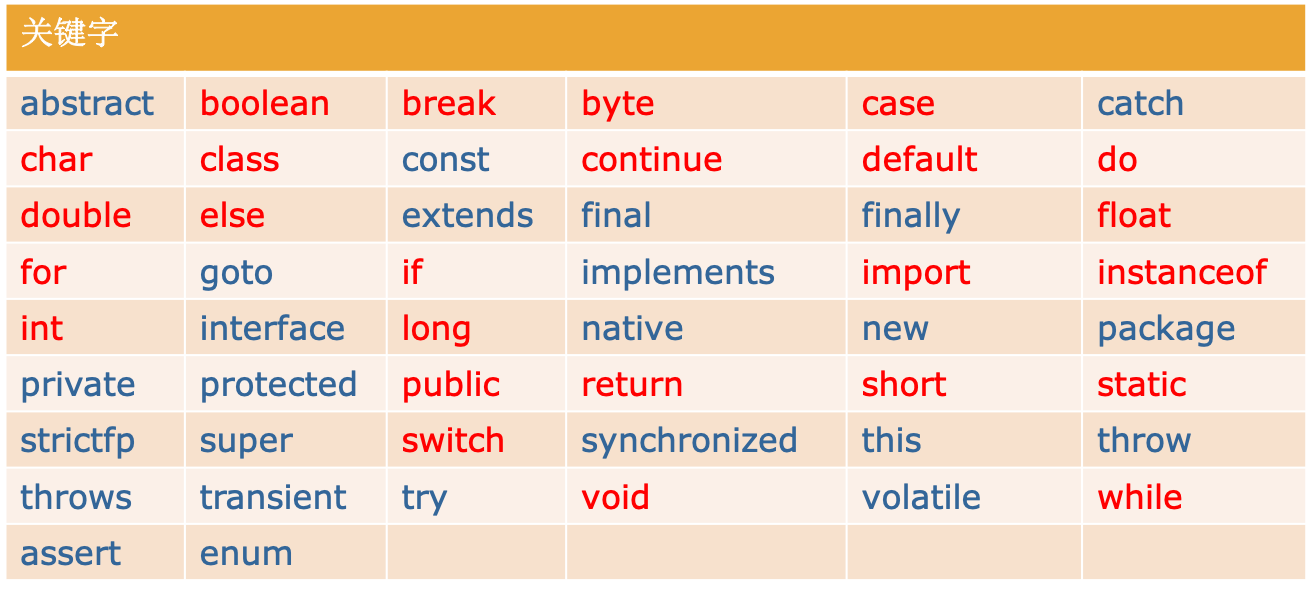 关键字
abstract boolean break byte case catch
char class const continue default do
double else extends final finally float
for goto if implements import instanceof
int interface long native new package
private protected public return short static
strictfp super switch synchronized this throw
throws transient try void volatile while
assert enum